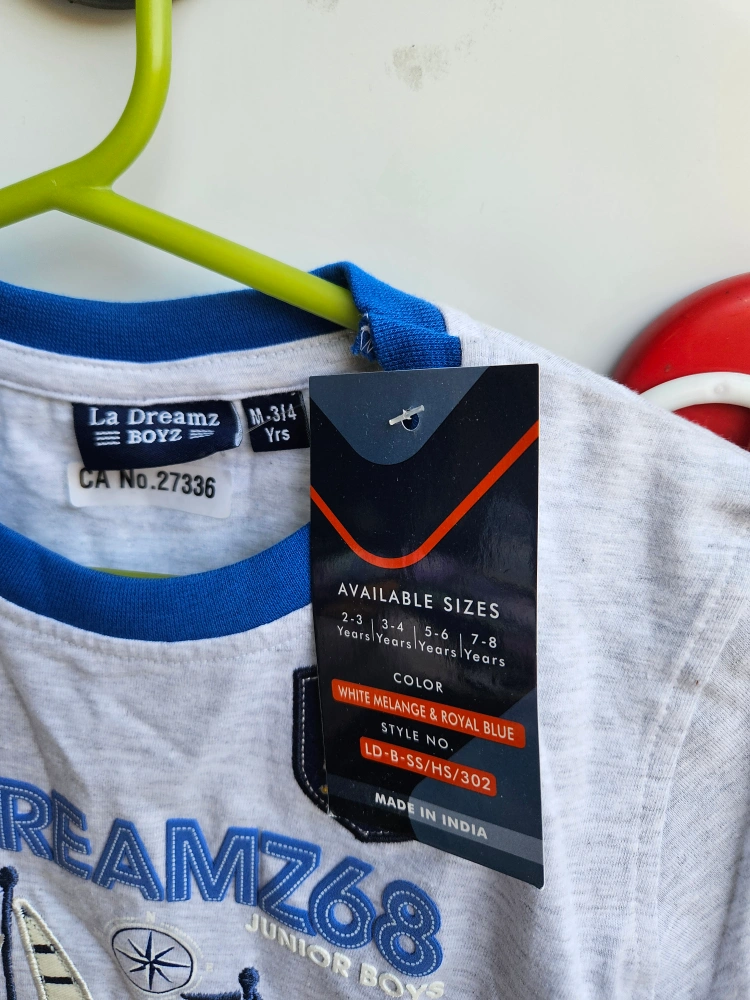 La Dreamz
BOYZ
M-3/4
Yrs
CA No.27336
AVAILABLE SIZES
2-3 Years | 3-4 Years | 5-6 Years | 7-8 Years
COLOR
WHITE MELANGE & ROYAL BLUE
STYLE NO.
LD-B-SS/HS/302
MADE IN INDIA
REAMZ68
JUNIOR BOYS
N